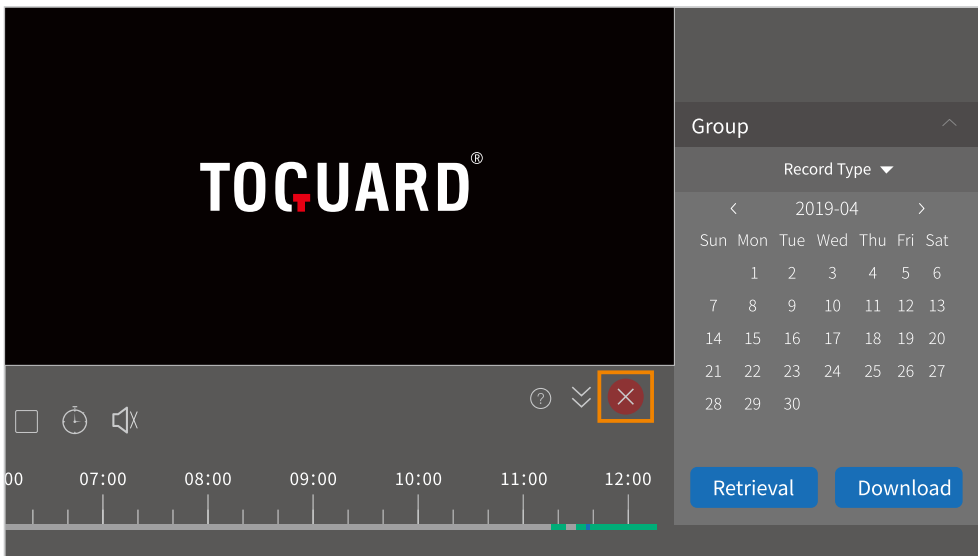 TOGUARD®
Group
Record Type
2019-04
Sun Mon Tue Wed Thu Fri Sat
1 2 3 4 5 6
7 8 9 10 11 12 13
14 15 16 17 18 19 20
21 22 23 24 25 26 27
28 29 30
?
00 07:00 08:00 09:00 10:00 11:00 12:00
Retrieval Download